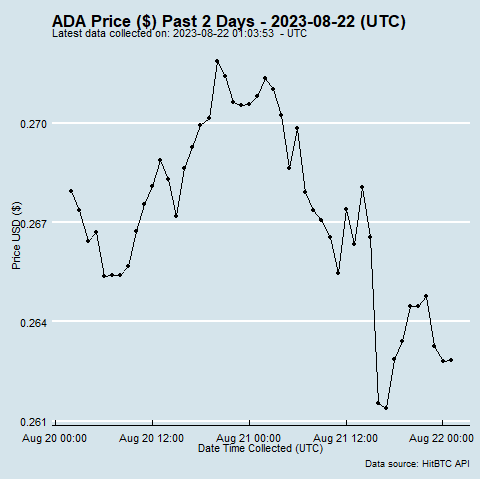 ADA Price ($) Past 2 Days - 2023-08-22 (UTC)
Latest data collected on: 2023-08-22 01:03:53 - UTC
0.270
0.267
0.264
0.261
Price USD ($)
Aug 20 00:00 Aug 20 12:00 Aug 21 00:00 Aug 21 12:00 Aug 22 00:00
Date Time Collected (UTC)
Data source: HitBTC API